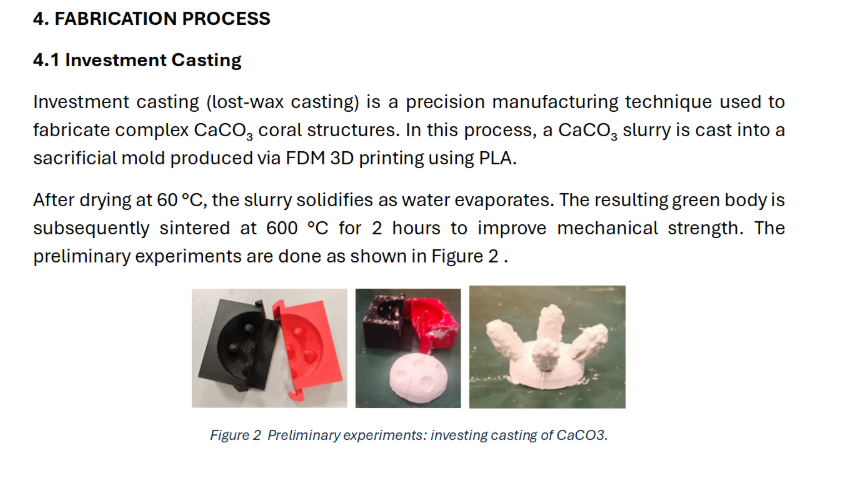 4. FABRICATION PROCESS
4.1 Investment Casting
Investment casting (lost-wax casting) is a precision manufacturing technique used to
fabricate complex CaCO₃ coral structures. In this process, a CaCO₃ slurry is cast into a
sacrificial mold produced via FDM 3D printing using PLA.
After drying at 60 °C, the slurry solidifies as water evaporates. The resulting green body is
subsequently sintered at 600 °C for 2 hours to improve mechanical strength. The
preliminary experiments are done as shown in Figure 2 .
Figure 2 Preliminary experiments: investing casting of CaCO3.